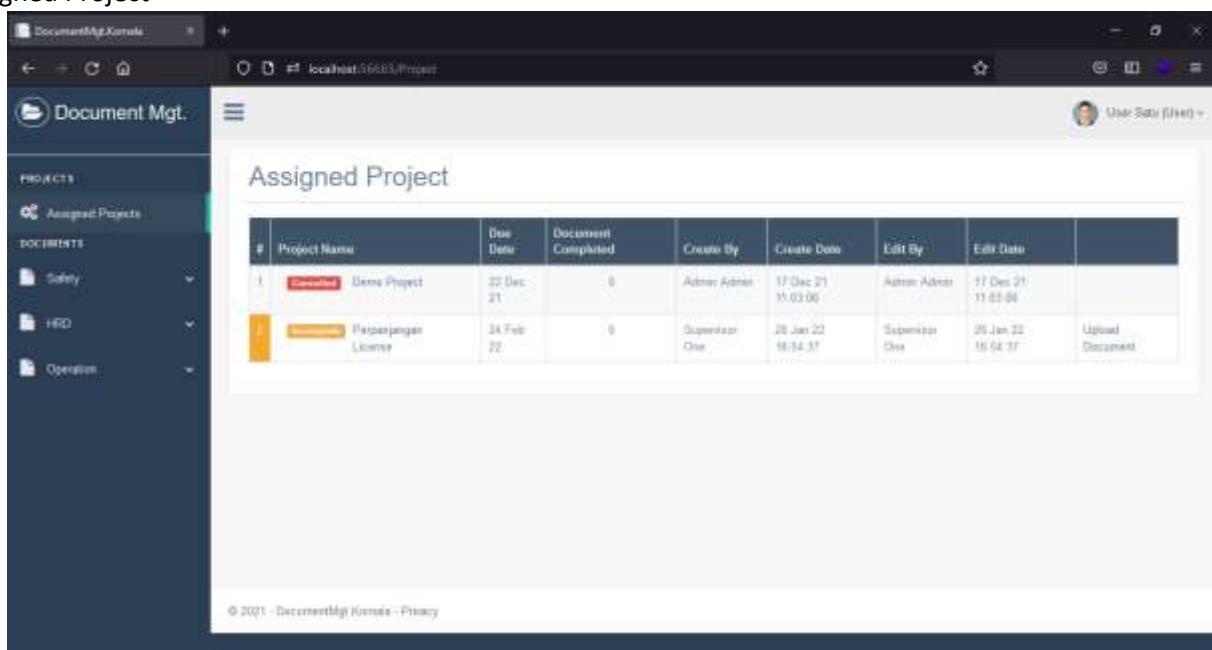 gned Project
DocumentMgt.Komala
localhost:56685/Project
Document Mgt.
User Satu (User)
PROJECTS
Assigned Projects
DOCUMENTS
Safety
HRD
Operation
Assigned Project
# Project Name Due Date Document Completed Create By Create Date Edit By Edit Date
1 Cancelled Demo Project 22 Dec 21 0 Admin Admin 17 Dec 21 11:03:06 Admin Admin 17 Dec 21 11:03:06
2 Perpanjangan License 24 Feb 22 0 Supervisor One 26 Jan 22 16:54:37 Supervisor One 26 Jan 22 16:54:37 Upload Document
© 2021 - DocumentMgt.Komala - Privacy